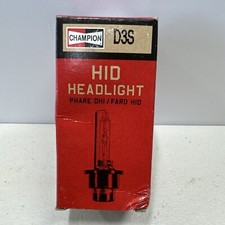 CHAMPION
D3S
HID
HEADLIGHT
PHARE DHI / FARO HID